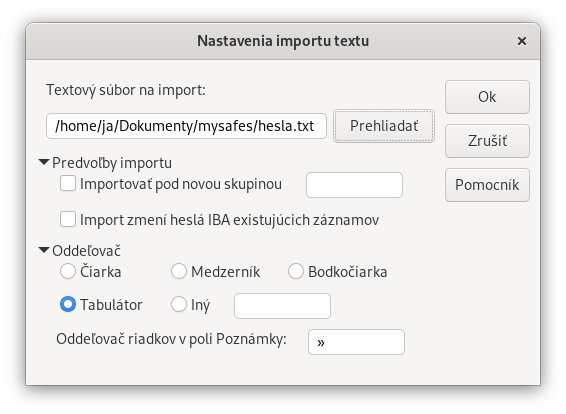 Nastavenia importu textu
Textový súbor na import:
Ok
/home/ja/Dokumenty/mysafes/hesla.txt Prehliadať
Zrušiť
Predvoľby importu
Importovať pod novou skupinou
Pomocník
Import zmení heslá IBA existujúcich záznamov
Oddeľovač
Čiarka Medzerník Bodkočiarka
Tabulátor Iný
Oddeľovač riadkov v poli Poznámky: »